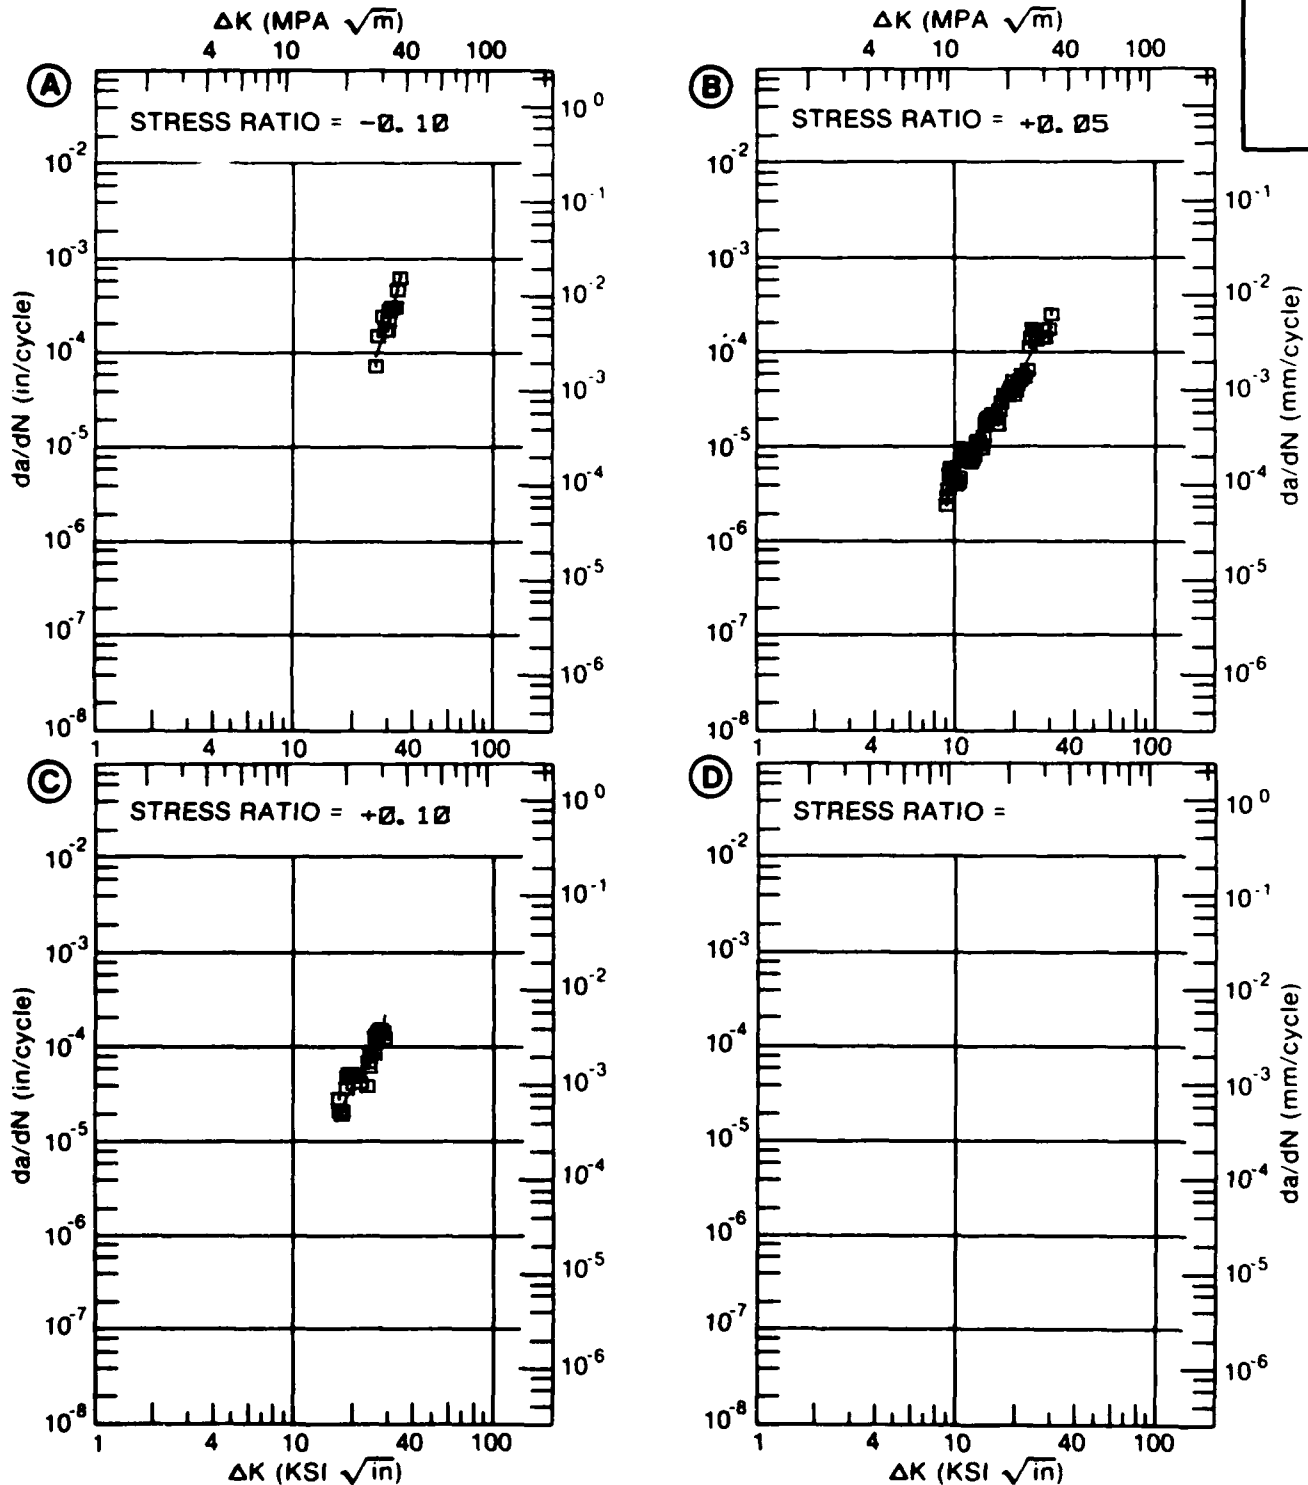 ΔK (MPA √m)
4 10 40 100
A
STRESS RATIO = -0.10
10^-2
10^-3
10^-4
10^-5
10^-6
10^-7
10^-8
da/dN (in/cycle)
10^0
10^-1
10^-2
10^-3
10^-4
10^-5
10^-6
1 4 10 40 100
ΔK (MPA √m)
4 10 40 100
B
STRESS RATIO = +0.05
10^-2
10^-3
10^-4
10^-5
10^-6
10^-7
10^-8
10^-1
10^-2
10^-3
10^-4
10^-5
10^-6
da/dN (mm/cycle)
1 4 10 40 100
C
STRESS RATIO = +0.10
10^-2
10^-3
10^-4
10^-5
10^-6
10^-7
10^-8
da/dN (in/cycle)
10^0
10^-1
10^-2
10^-3
10^-4
10^-5
10^-6
1 4 10 40 100
ΔK (KSI √in)
D
STRESS RATIO =
10^-2
10^-3
10^-4
10^-5
10^-6
10^-7
10^-8
10^0
10^-1
10^-2
10^-3
10^-4
10^-5
10^-6
da/dN (mm/cycle)
1 4 10 40 100
ΔK (KSI √in)